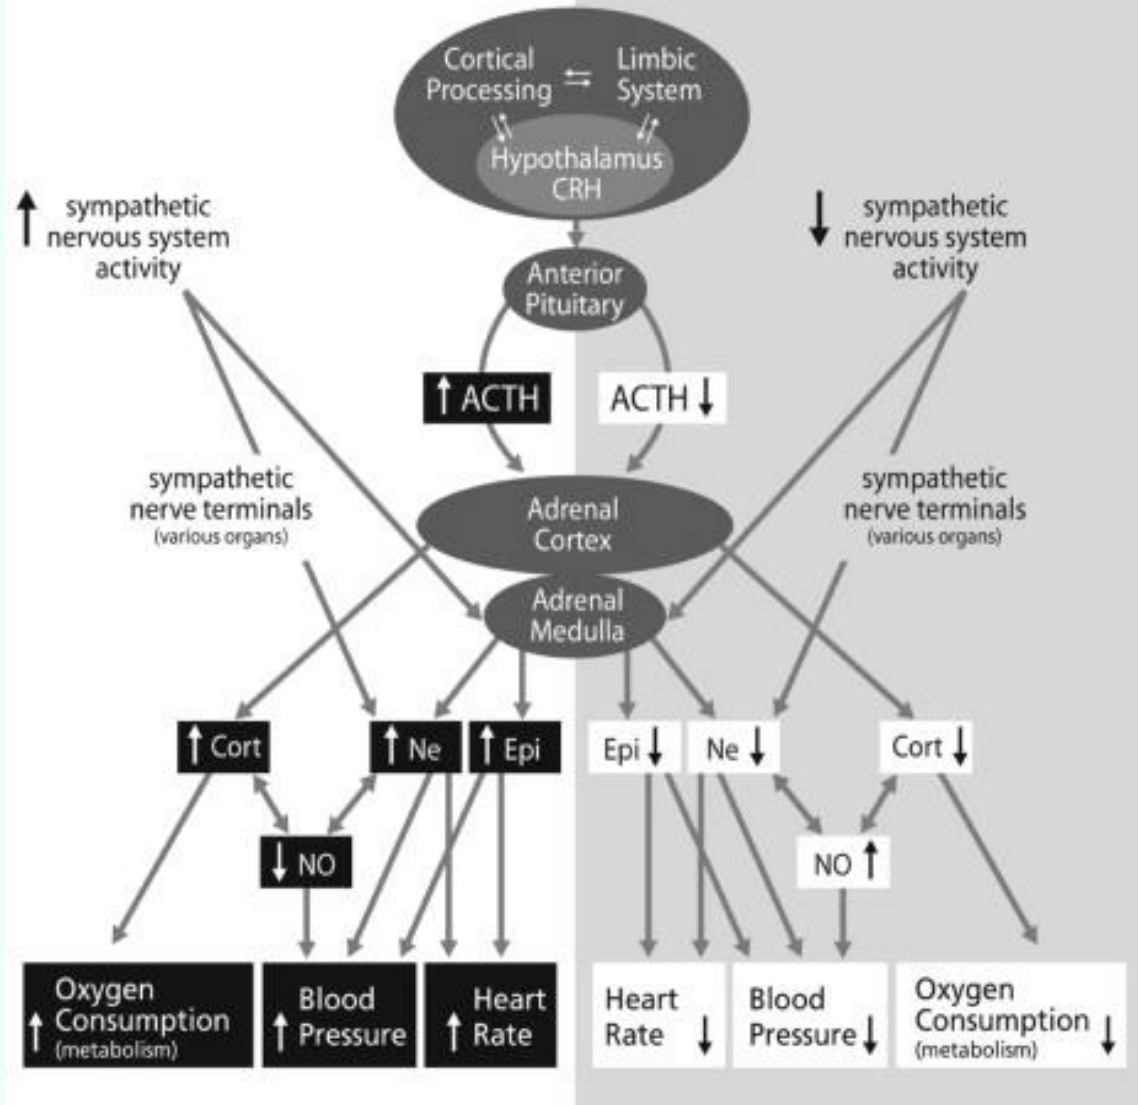 Cortical
Processing
Limbic
System
Hypothalamus
CRH
sympathetic
nervous system
activity
sympathetic
nervous system
activity
Anterior
Pituitary
↑ ACTH
ACTH ↓
sympathetic
nerve terminals
(various organs)
sympathetic
nerve terminals
(various organs)
Adrenal
Cortex
Adrenal
Medulla
↑ Cort
↑ Ne
↑ Epi
Epi ↓
Ne ↓
Cort ↓
↓ NO
NO ↑
Oxygen
↑ Consumption
(metabolism)
Blood
↑ Pressure
Heart
↑ Rate
Heart
Rate ↓
Blood
Pressure ↓
Oxygen
Consumption ↓
(metabolism)